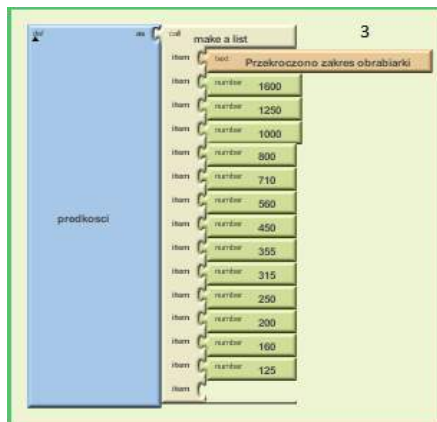 def as call make a list 3
item text Przekroczono zakres obrabiarki
item number 1600
item number 1250
item number 1000
item number 800
item number 710
item number 560
predkosci
item number 450
item number 355
item number 315
item number 250
item number 200
item number 160
item number 125
item